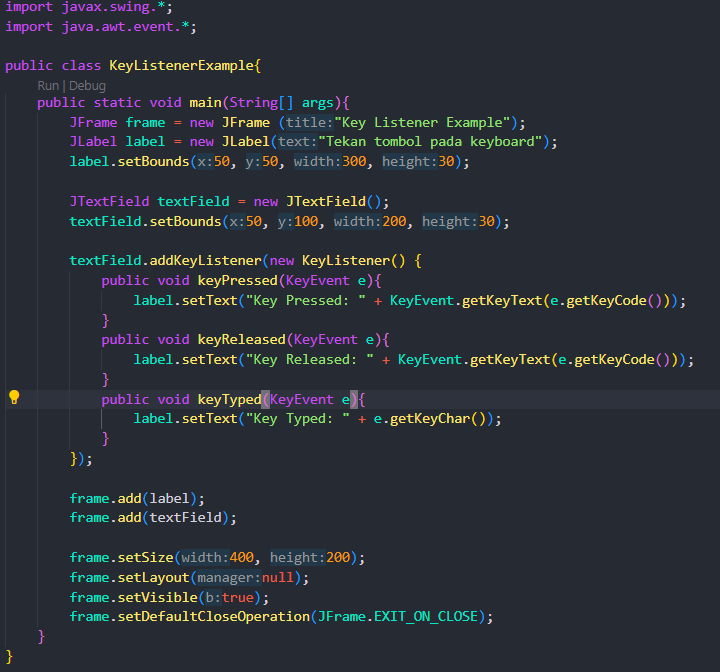 import javax.swing.*;
import java.awt.event.*;
public class KeyListenerExample{
Run | Debug
public static void main(String[] args){
JFrame frame = new JFrame (title:"Key Listener Example");
JLabel label = new JLabel(text:"Tekan tombol pada keyboard");
label.setBounds(x:50, y:50, width:300, height:30);
JTextField textField = new JTextField();
textField.setBounds(x:50, y:100, width:200, height:30);
textField.addKeyListener(new KeyListener() {
public void keyPressed(KeyEvent e){
label.setText("Key Pressed: " + KeyEvent.getKeyText(e.getKeyCode()));
}
public void keyReleased(KeyEvent e){
label.setText("Key Released: " + KeyEvent.getKeyText(e.getKeyCode()));
}
public void keyTyped(KeyEvent e){
label.setText("Key Typed: " + e.getKeyChar());
}
});
frame.add(label);
frame.add(textField);
frame.setSize(width:400, height:200);
frame.setLayout(manager:null);
frame.setVisible(b:true);
frame.setDefaultCloseOperation(JFrame.EXIT_ON_CLOSE);
}
}